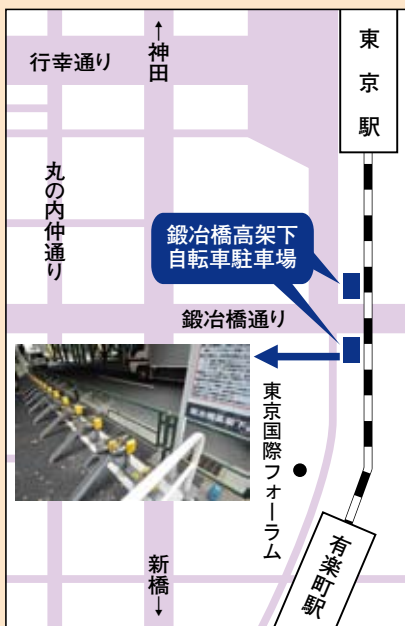 ↑神田
行幸通り
東京駅
丸の内仲通り
鍛冶橋高架下
自転車駐車場
鍛冶橋通り
東京国際フォーラム
有楽町駅
新橋↓